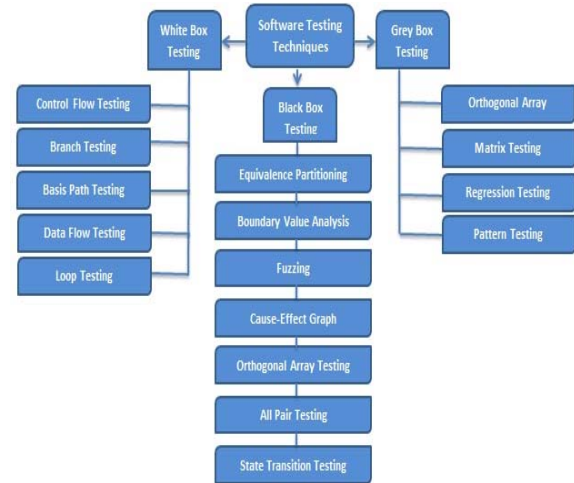 Software Testing
Techniques
White Box
Testing
Control Flow Testing
Branch Testing
Basis Path Testing
Data Flow Testing
Loop Testing
Black Box
Testing
Equivalence Partitioning
Boundary Value Analysis
Fuzzing
Cause-Effect Graph
Orthogonal Array Testing
All Pair Testing
State Transition Testing
Grey Box
Testing
Orthogonal Array
Matrix Testing
Regression Testing
Pattern Testing